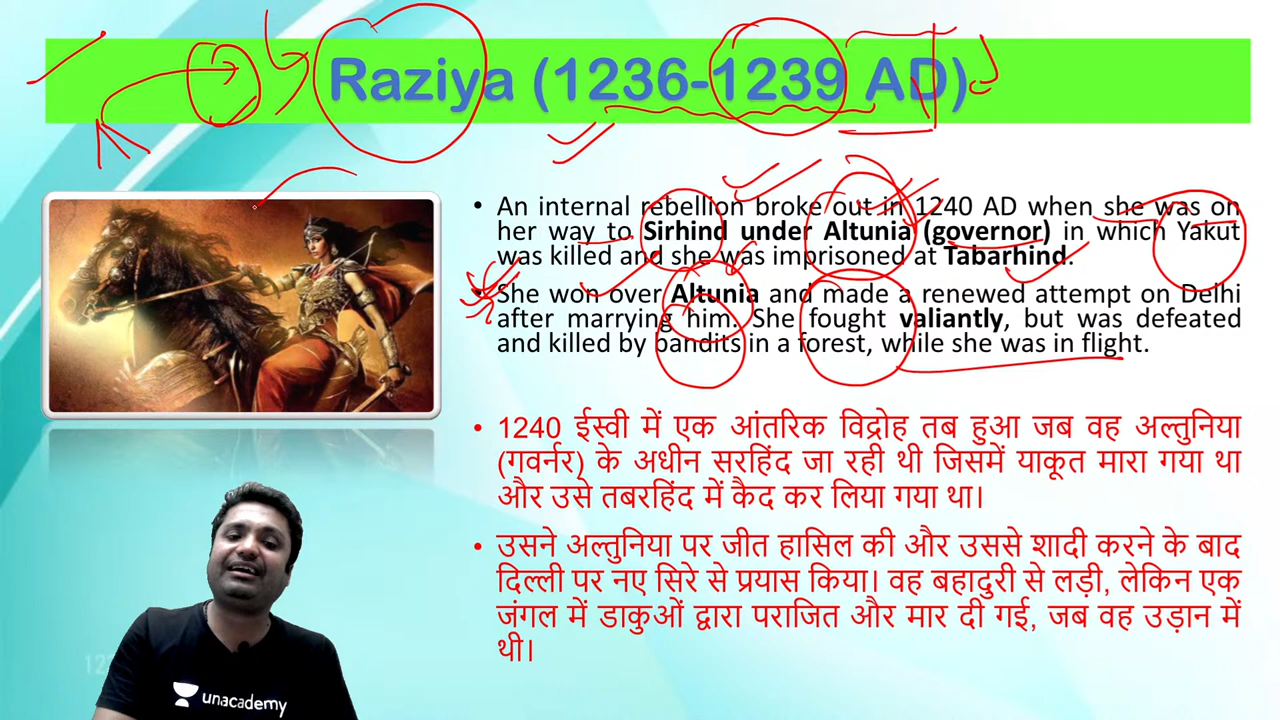 Raziya (1236-1239 AD)
• An internal rebellion broke out in 1240 AD when she was on
her way to Sirhind under Altunia (governor) in which Yakut
was killed and she was imprisoned at Tabarhind.
• She won over Altunia and made a renewed attempt on Delhi
after marrying him. She fought valiantly, but was defeated
and killed by bandits in a forest, while she was in flight.
• 1240 ईस्वी में एक आंतरिक विद्रोह तब हुआ जब वह अल्तुनिया
(गवर्नर) के अधीन सरहिंद जा रही थी जिसमें याकूत मारा गया था
और उसे तबरहिंद में कैद कर लिया गया था।
• उसने अल्तुनिया पर जीत हासिल की और उससे शादी करने के बाद
दिल्ली पर नए सिरे से प्रयास किया। वह बहादुरी से लड़ी, लेकिन एक
जंगल में डाकुओं द्वारा पराजित और मार दी गई, जब वह उड़ान में
थी।
unacademy